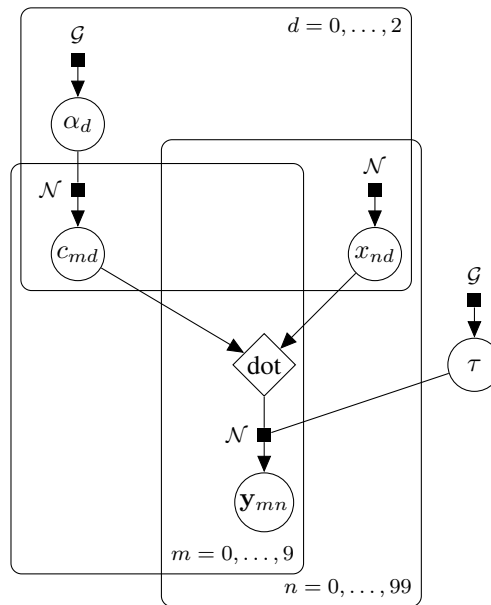 d = 0, . . . , 2
𝒢
α_d
𝒩
𝒩
c_md
x_nd
𝒢
dot
τ
𝒩
y_mn
m = 0, . . . , 9
n = 0, . . . , 99